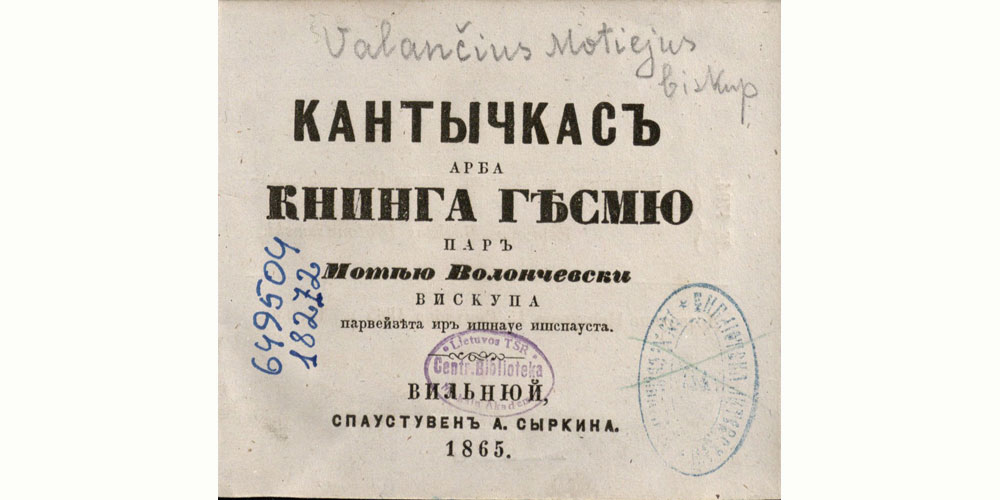 Valančius Motiejus
biskup
КАНТЫЧКАСЪ
АРБА
КНИНГА ГѢСМЮ
ПАРЪ
Мотѣю Волончевски
ВИСКУПА
парвейзѣта иръ ишнауе ишспауста.
649504
18272
Lietuvos TSR
Centr. Biblioteka
ВИЛЬНЮЙ,
СПАУСТУВЕНЪ А. СЫРКИНА.
1865.